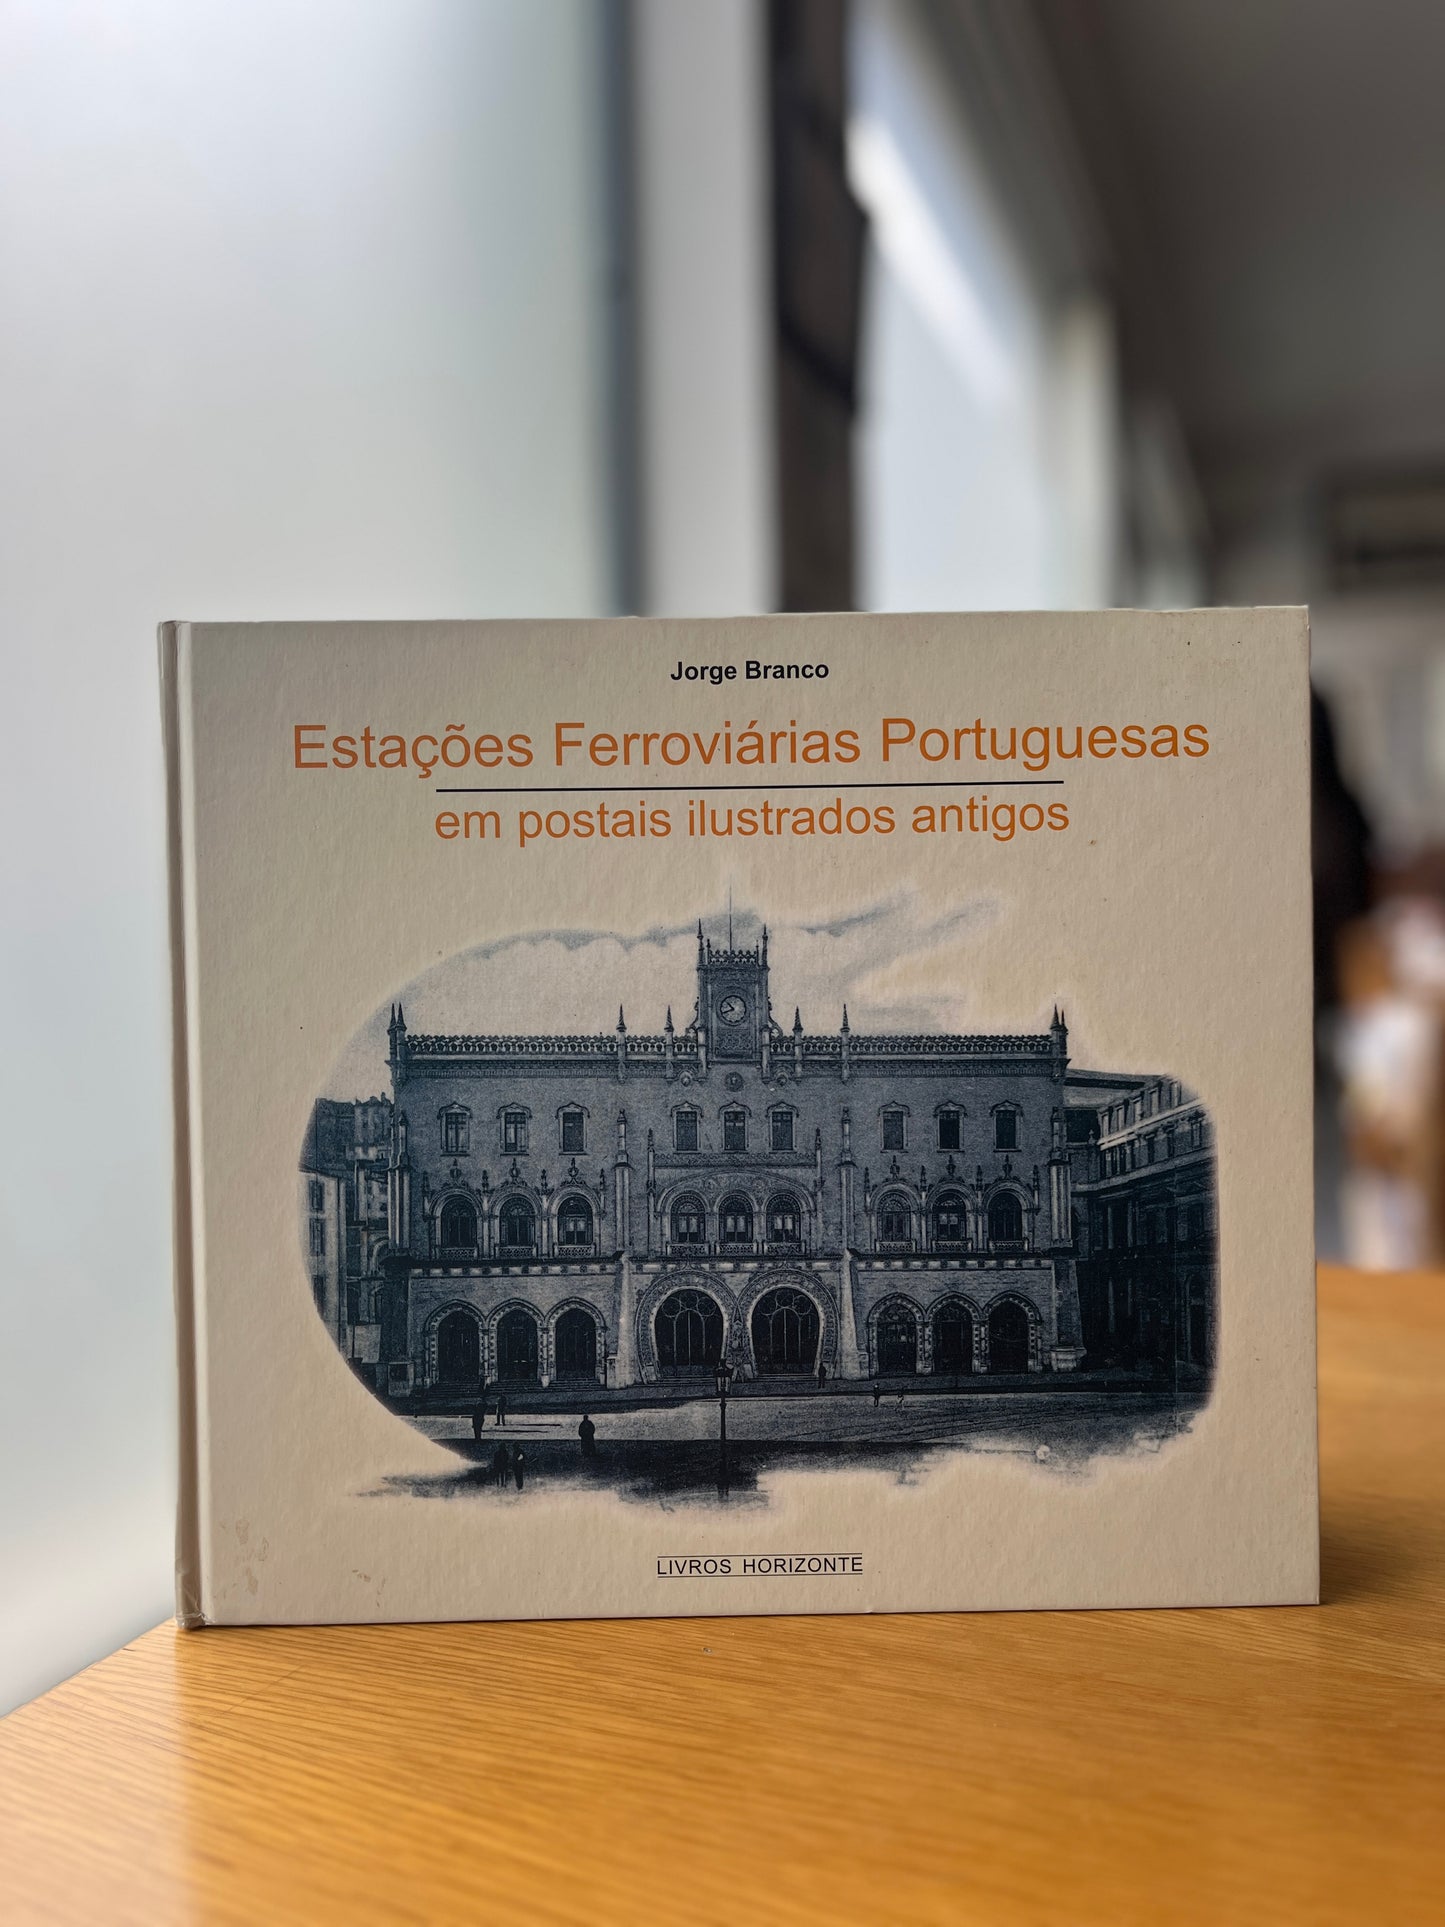 Jorge Branco
Estações Ferroviárias Portuguesas
em postais ilustrados antigos
LIVROS HORIZONTE